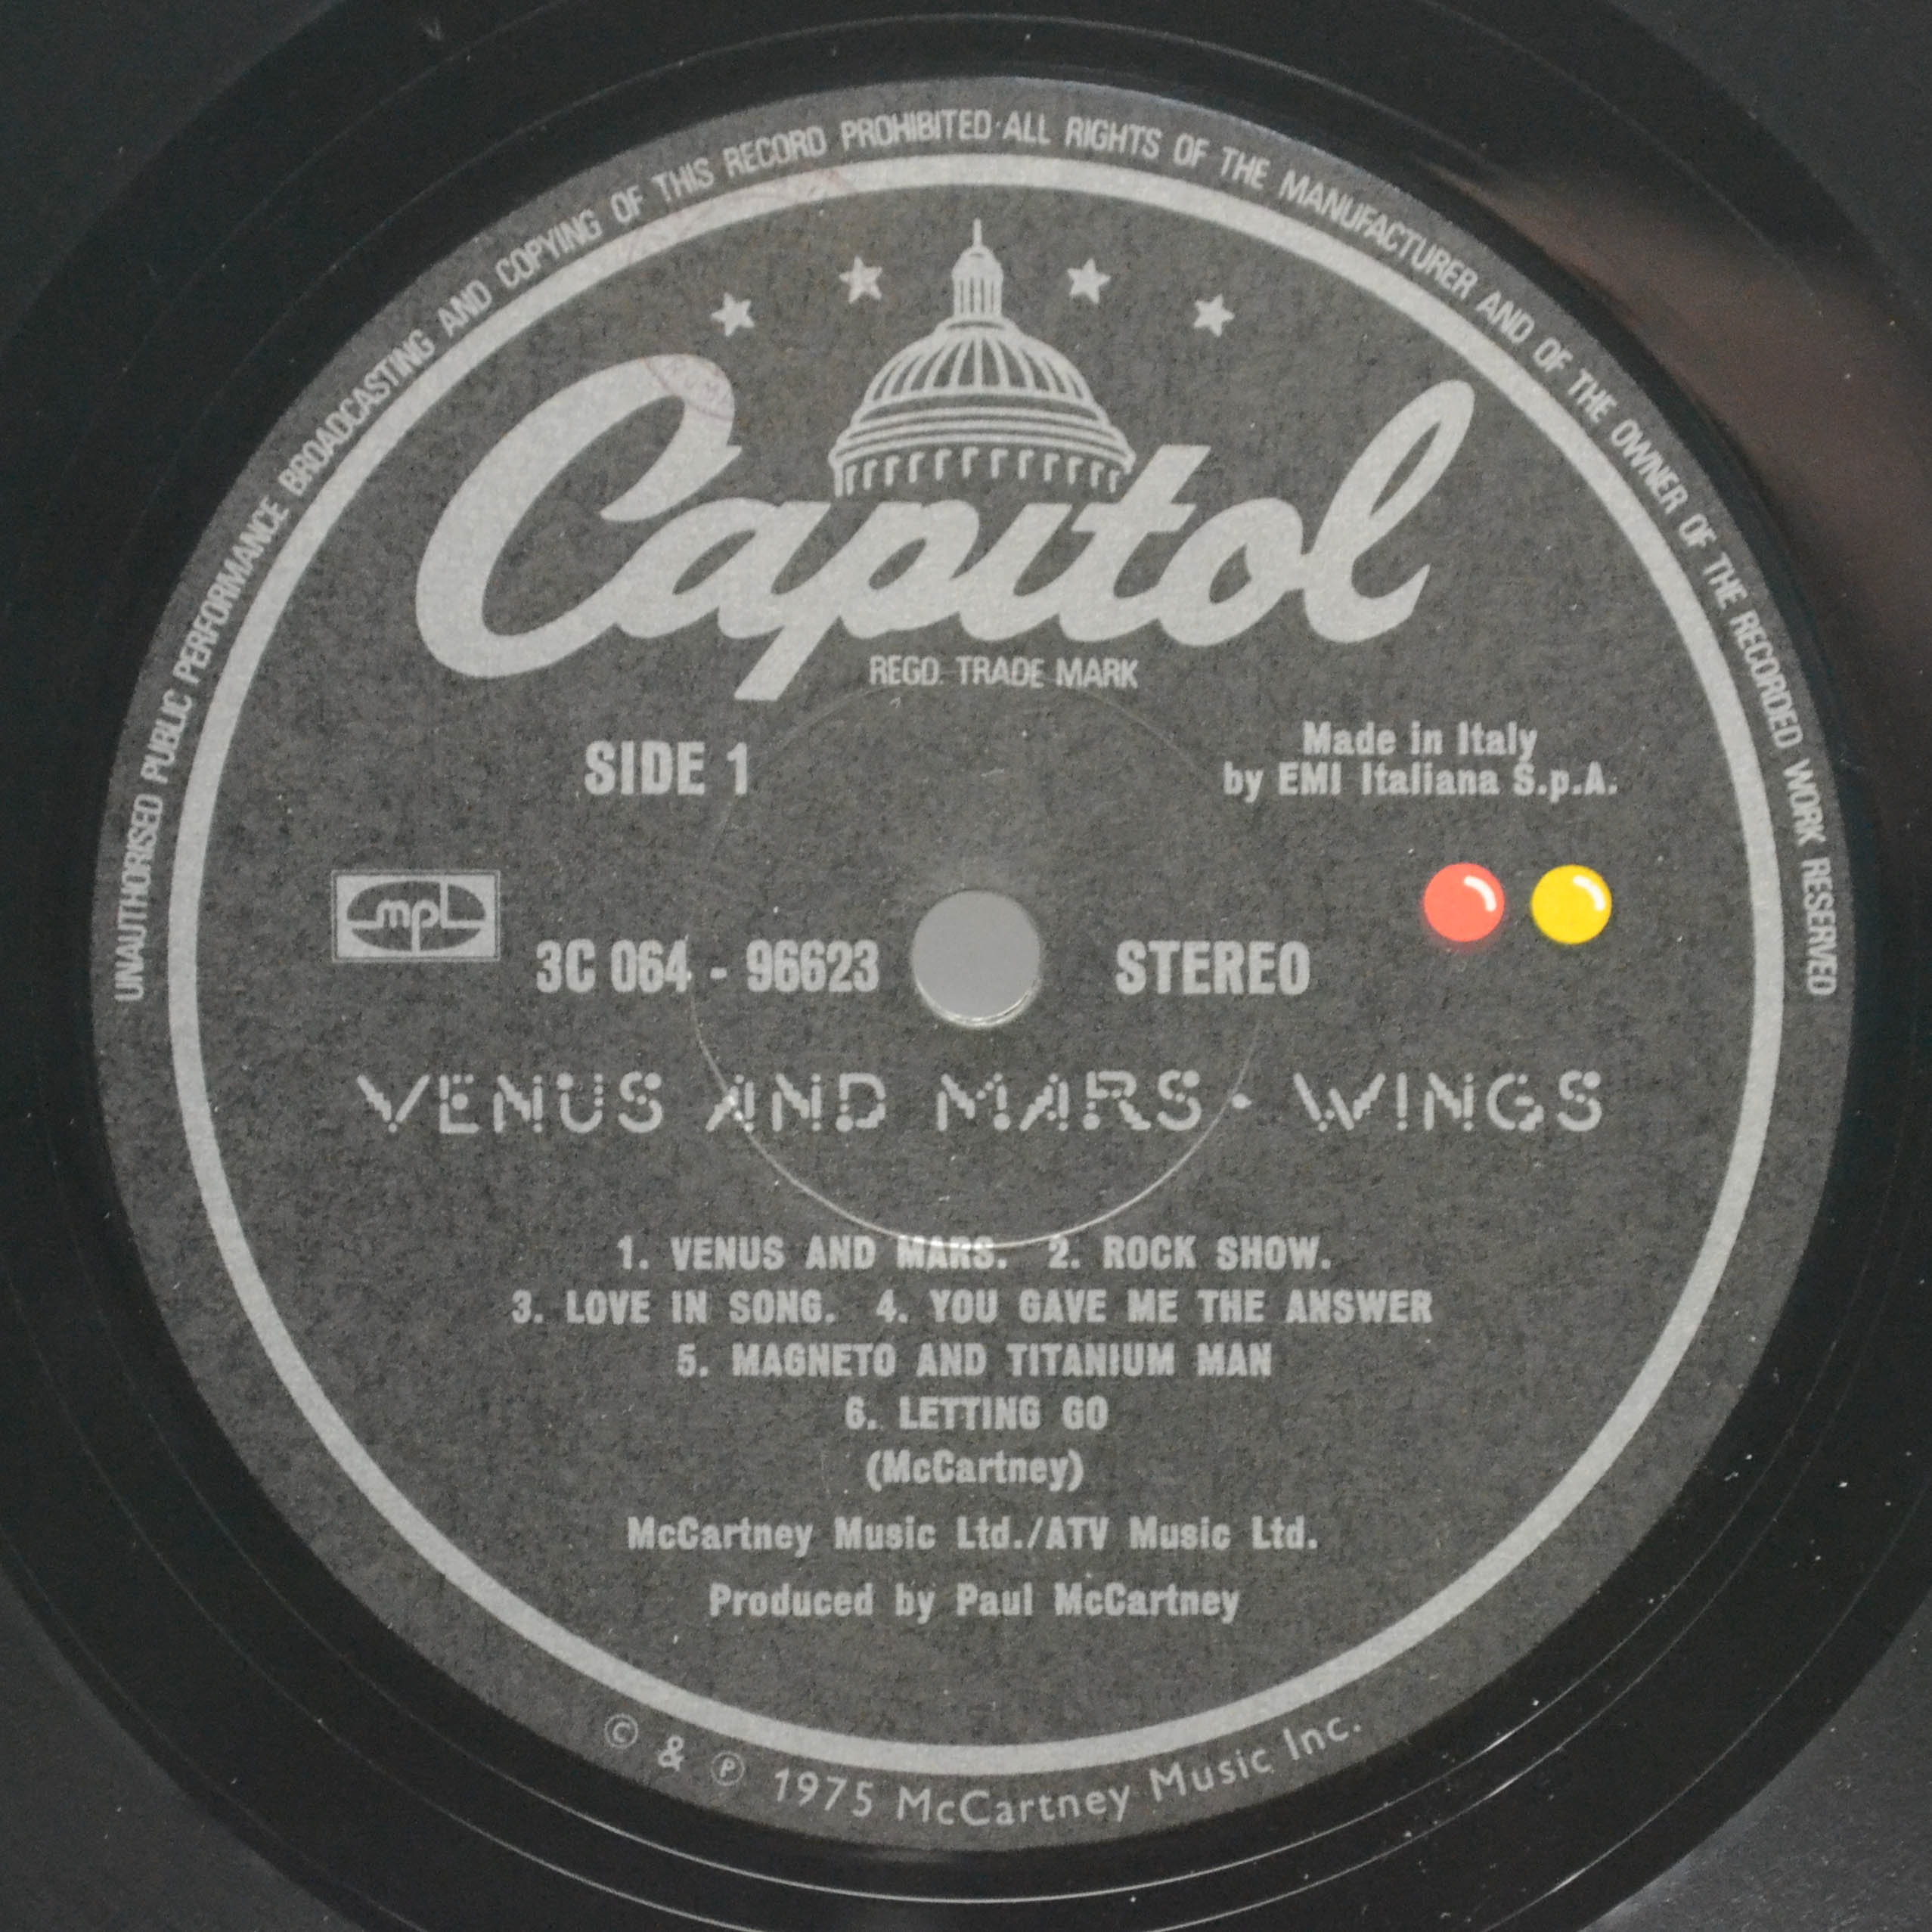 UNAUTHORISED PUBLIC PERFORMANCE BROADCASTING AND COPYING OF THIS RECORD PROHIBITED·ALL RIGHTS OF THE MANUFACTURER AND OF THE OWNER OF THE RECORDED WORK RESERVED
Capitol
REGD. TRADE MARK
SIDE 1
Made in Italy
by EMI Italiana S.p.A.
mpl
3C 064 - 96623 STEREO
VENUS AND MARS · WINGS
1. VENUS AND MARS. 2. ROCK SHOW.
3. LOVE IN SONG. 4. YOU GAVE ME THE ANSWER
5. MAGNETO AND TITANIUM MAN
6. LETTING GO
(McCartney)
McCartney Music Ltd./ATV Music Ltd.
Produced by Paul McCartney
© & ℗ 1975 McCartney Music Inc.